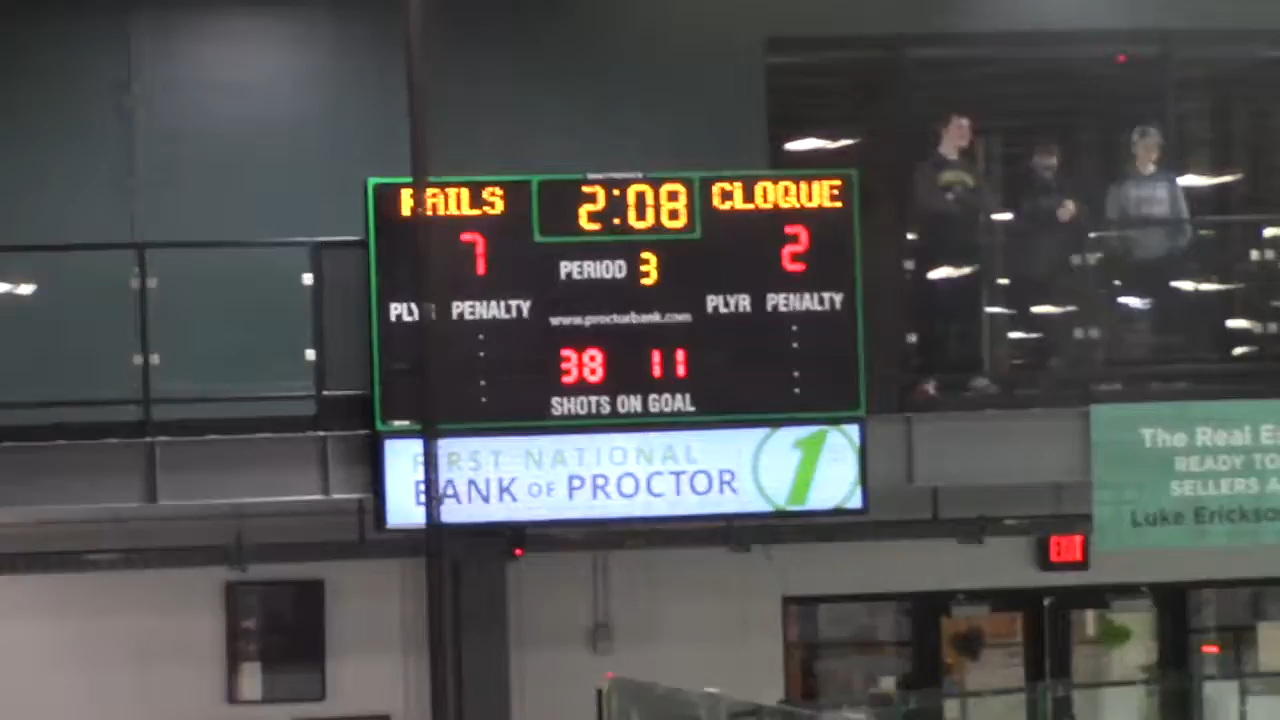 RAILS 2:08 CLOQUE
7 PERIOD 3 2
PLYR PENALTY www.proctorbank.com PLYR PENALTY
38 11
SHOTS ON GOAL
FIRST NATIONAL
BANK OF PROCTOR
1
The Real E
READY TO
SELLERS A
Luke Erickso
EXIT